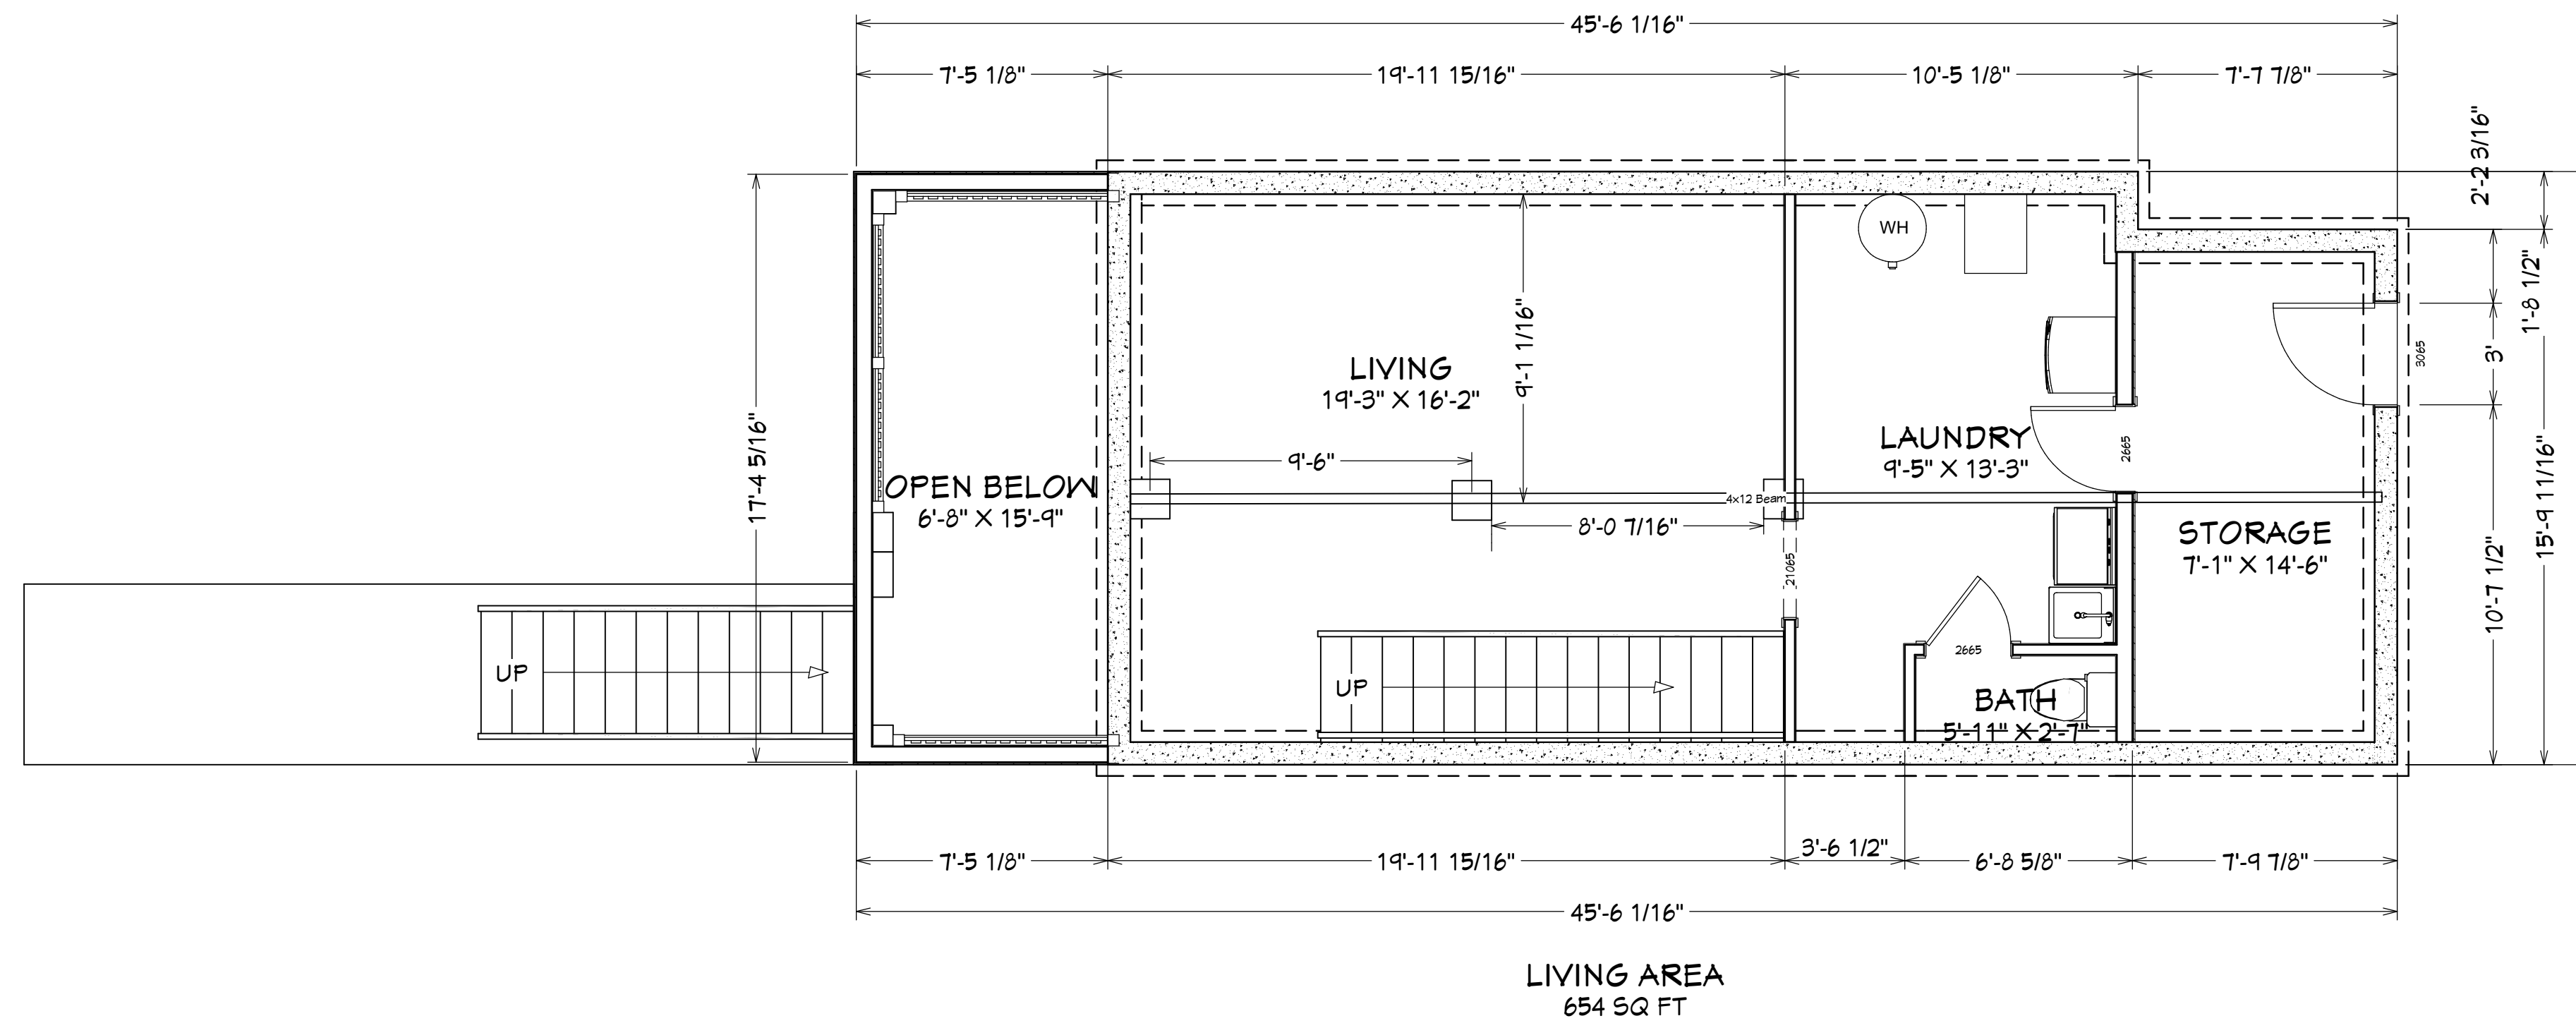 45'-6 1/16"
7'-5 1/8"
19'-11 15/16"
10'-5 1/8"
7'-7 7/8"
2'-2 3/16"
WH
1'-8 1/2"
9'-1 1/16"
3'
3065
LIVING
19'-3" X 16'-2"
17'-4 5/16"
LAUNDRY
9'-5" X 13'-3"
2665
9'-6"
OPEN BELOW
6'-8" X 15'-9"
4x12 Beam
8'-0 7/16"
15'-9 11/16"
STORAGE
7'-1" X 14'-6"
21065
10'-7 1/2"
2665
UP
UP
BATH
5'-11" X 2'-7"
3'-6 1/2"
7'-5 1/8"
19'-11 15/16"
6'-8 5/8"
7'-9 7/8"
45'-6 1/16"
LIVING AREA
654 SQ FT